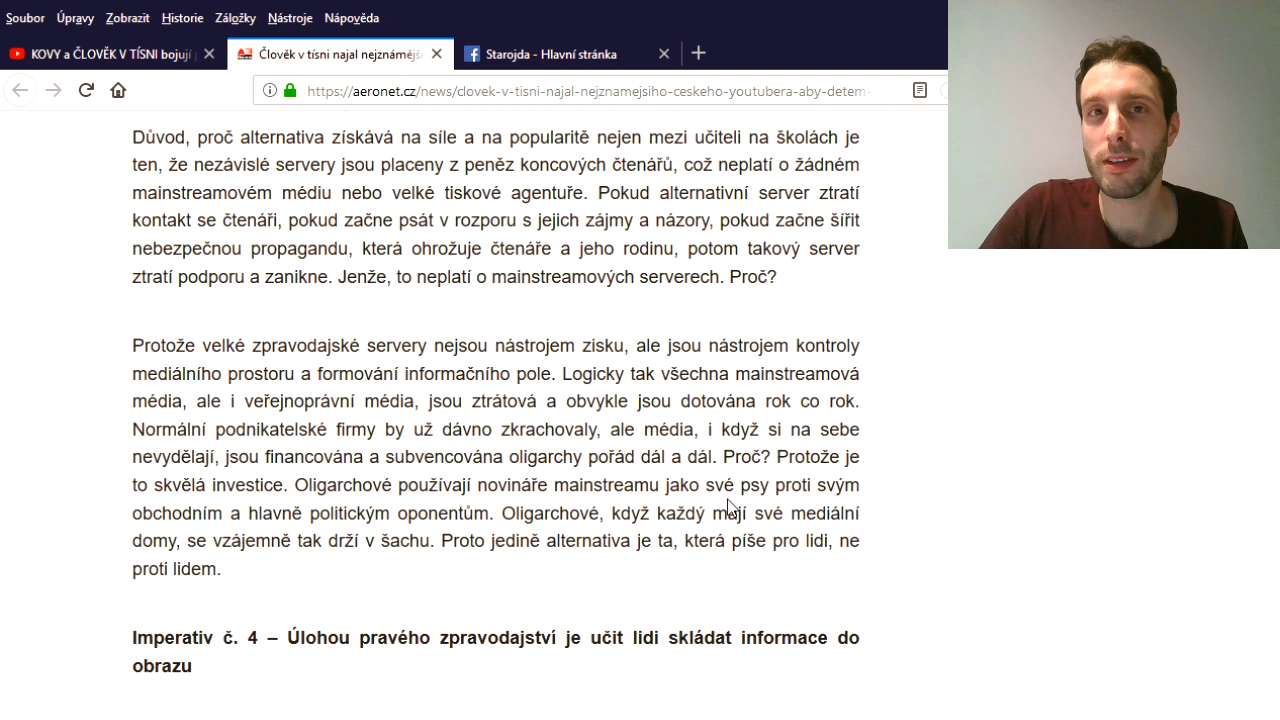 Soubor Úpravy Zobrazit Historie Záložky Nástroje Nápověda
KOVY a ČLOVĚK V TÍSNI bojují
Člověk v tísni najal nejznámějš
Starojda - Hlavní stránka
https://aeronet.cz/news/clovek-v-tisni-najal-nejznamejsiho-ceskeho-youtubera-aby-detem-
Důvod, proč alternativa získává na síle a na popularitě nejen mezi učiteli na školách je
ten, že nezávislé servery jsou placeny z peněz koncových čtenářů, což neplatí o žádném
mainstreamovém médiu nebo velké tiskové agentuře. Pokud alternativní server ztratí
kontakt se čtenáři, pokud začne psát v rozporu s jejich zájmy a názory, pokud začne šířit
nebezpečnou propagandu, která ohrožuje čtenáře a jeho rodinu, potom takový server
ztratí podporu a zanikne. Jenže, to neplatí o mainstreamových serverech. Proč?
Protože velké zpravodajské servery nejsou nástrojem zisku, ale jsou nástrojem kontroly
mediálního prostoru a formování informačního pole. Logicky tak všechna mainstreamová
média, ale i veřejnoprávní média, jsou ztrátová a obvykle jsou dotována rok co rok.
Normální podnikatelské firmy by už dávno zkrachovaly, ale média, i když si na sebe
nevydělají, jsou financována a subvencována oligarchy pořád dál a dál. Proč? Protože je
to skvělá investice. Oligarchové používají novináře mainstreamu jako své psy proti svým
obchodním a hlavně politickým oponentům. Oligarchové, když každý mají své mediální
domy, se vzájemně tak drží v šachu. Proto jedině alternativa je ta, která píše pro lidi, ne
proti lidem.
Imperativ č. 4 – Úlohou pravého zpravodajství je učit lidi skládat informace do
obrazu